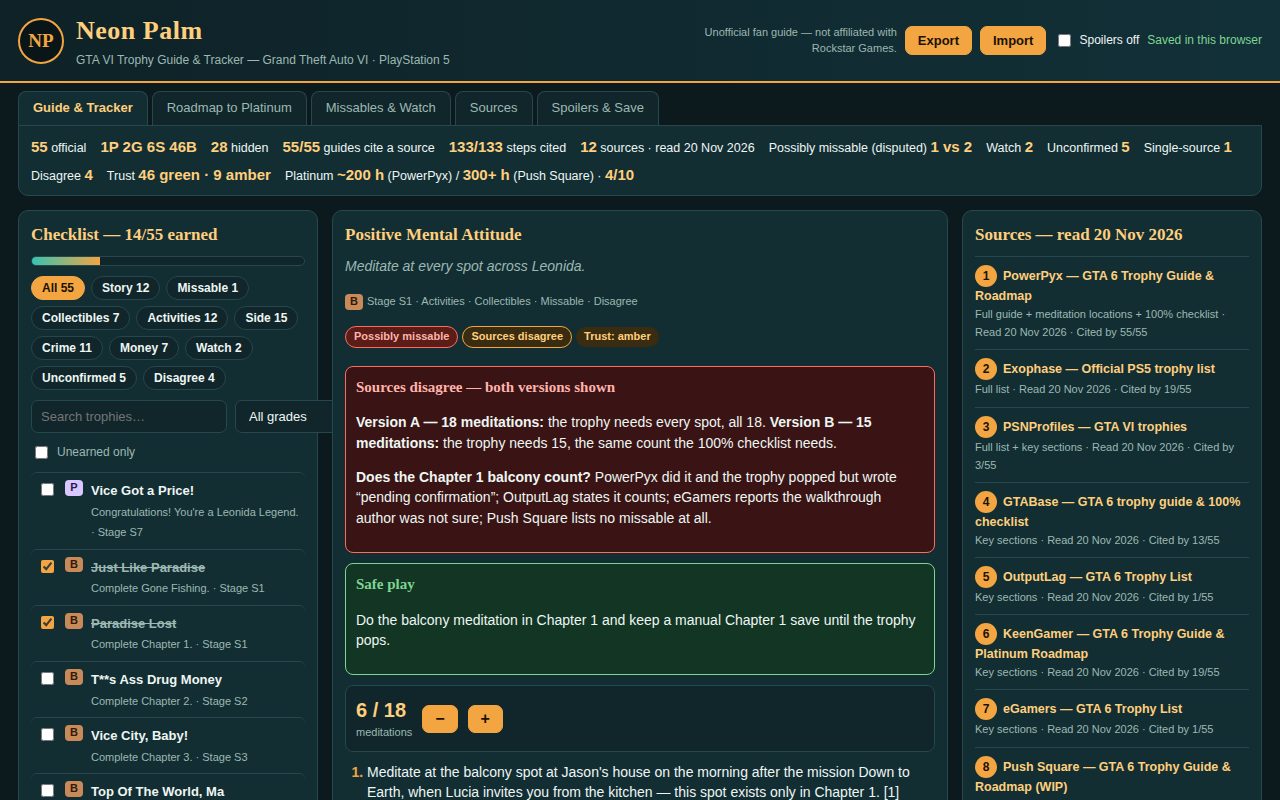 NP
Neon Palm
GTA VI Trophy Guide & Tracker — Grand Theft Auto VI · PlayStation 5
Unofficial fan guide — not affiliated with
Rockstar Games.
Export
Import
Spoilers off
Saved in this browser
Guide & Tracker
Roadmap to Platinum
Missables & Watch
Sources
Spoilers & Save
55 official 1P 2G 6S 46B 28 hidden 55/55 guides cite a source 133/133 steps cited 12 sources · read 20 Nov 2026 Possibly missable (disputed) 1 vs 2 Watch 2 Unconfirmed 5 Single-source 1
Disagree 4 Trust 46 green · 9 amber Platinum ~200 h (PowerPyx) / 300+ h (Push Square) · 4/10
Checklist — 14/55 earned
All 55
Story 12
Missable 1
Collectibles 7
Activities 12
Side 15
Crime 11
Money 7
Watch 2
Unconfirmed 5
Disagree 4
Search trophies…
All grades
Unearned only
P Vice Got a Price!
Congratulations! You're a Leonida Legend.
· Stage S7
B Just Like Paradise
Complete Gone Fishing. · Stage S1
B Paradise Lost
Complete Chapter 1. · Stage S1
B T**s Ass Drug Money
Complete Chapter 2. · Stage S2
B Vice City, Baby!
Complete Chapter 3. · Stage S3
B Top Of The World, Ma
Positive Mental Attitude
Meditate at every spot across Leonida.
B Stage S1 · Activities · Collectibles · Missable · Disagree
Possibly missable
Sources disagree
Trust: amber
Sources disagree — both versions shown
Version A — 18 meditations: the trophy needs every spot, all 18. Version B — 15
meditations: the trophy needs 15, the same count the 100% checklist needs.
Does the Chapter 1 balcony count? PowerPyx did it and the trophy popped but wrote
“pending confirmation”; OutputLag states it counts; eGamers reports the walkthrough
author was not sure; Push Square lists no missable at all.
Safe play
Do the balcony meditation in Chapter 1 and keep a manual Chapter 1 save until the trophy
pops.
6 / 18
meditations
−
+
1. Meditate at the balcony spot at Jason's house on the morning after the mission Down to
Earth, when Lucia invites you from the kitchen — this spot exists only in Chapter 1. [1]
Sources — read 20 Nov 2026
1 PowerPyx — GTA 6 Trophy Guide &
Roadmap
Full guide + meditation locations + 100% checklist ·
Read 20 Nov 2026 · Cited by 55/55
2 Exophase — Official PS5 trophy list
Full list · Read 20 Nov 2026 · Cited by 19/55
3 PSNProfiles — GTA VI trophies
Full list + key sections · Read 20 Nov 2026 · Cited by
3/55
4 GTABase — GTA 6 trophy guide & 100%
checklist
Key sections · Read 20 Nov 2026 · Cited by 13/55
5 OutputLag — GTA 6 Trophy List
Key sections · Read 20 Nov 2026 · Cited by 1/55
6 KeenGamer — GTA 6 Trophy Guide &
Platinum Roadmap
Key sections · Read 20 Nov 2026 · Cited by 19/55
7 eGamers — GTA 6 Trophy List
Key sections · Read 20 Nov 2026 · Cited by 1/55
8 Push Square — GTA 6 Trophy Guide &
Roadmap (WIP)